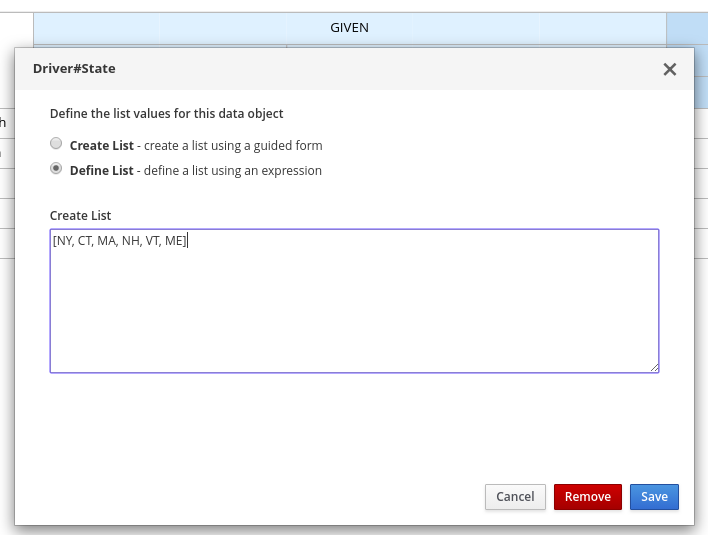 GIVEN
Driver#State
Define the list values for this data object
Create List - create a list using a guided form
Define List - define a list using an expression
Create List
[NY, CT, MA, NH, VT, ME]
Cancel Remove Save